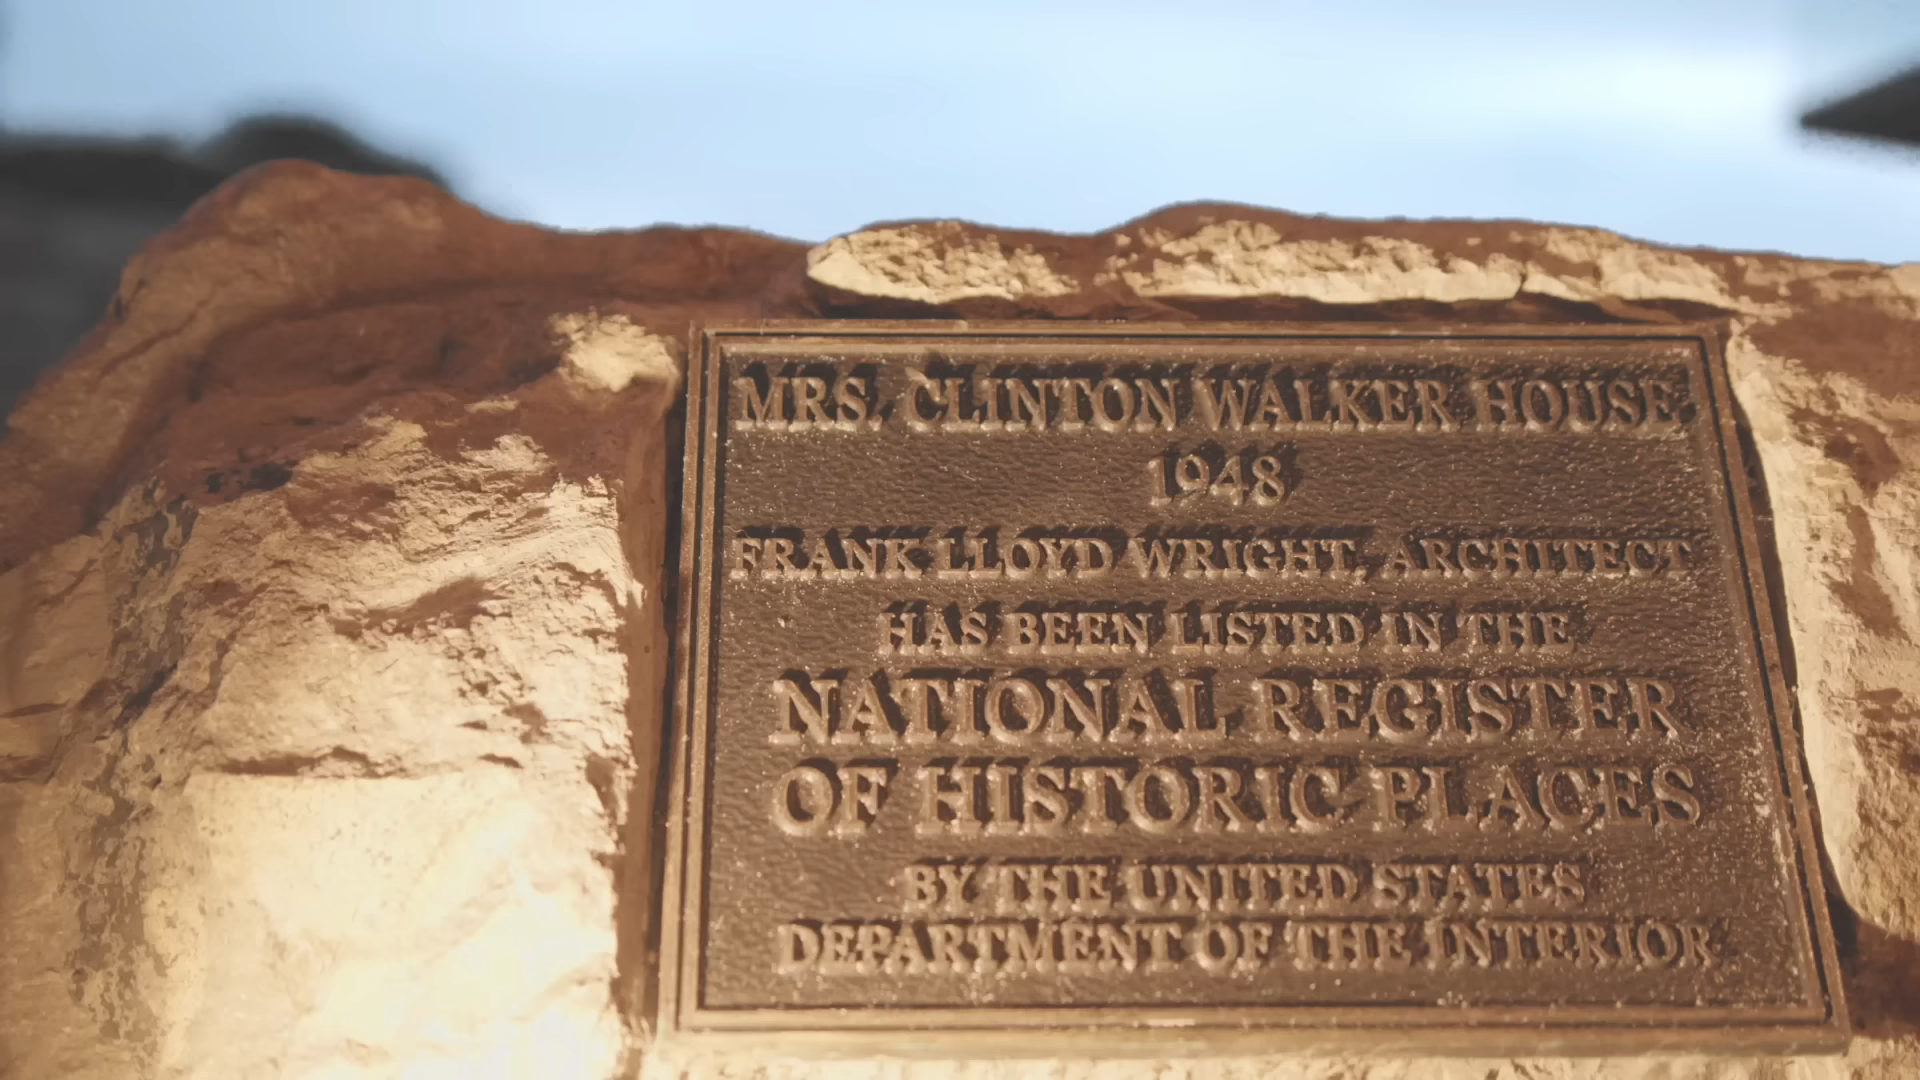 MRS. CLINTON WALKER HOUSE
1948
FRANK LLOYD WRIGHT, ARCHITECT
HAS BEEN LISTED IN THE
NATIONAL REGISTER
OF HISTORIC PLACES
BY THE UNITED STATES
DEPARTMENT OF THE INTERIOR